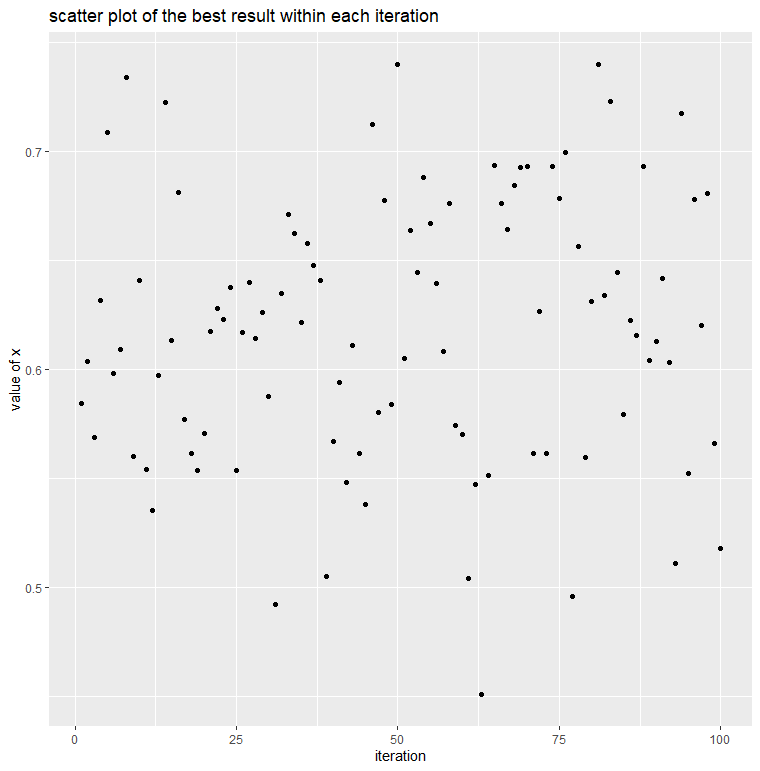 scatter plot of the best result within each iteration
value of x
0.7
0.6
0.5
0
25
50
75
100
iteration